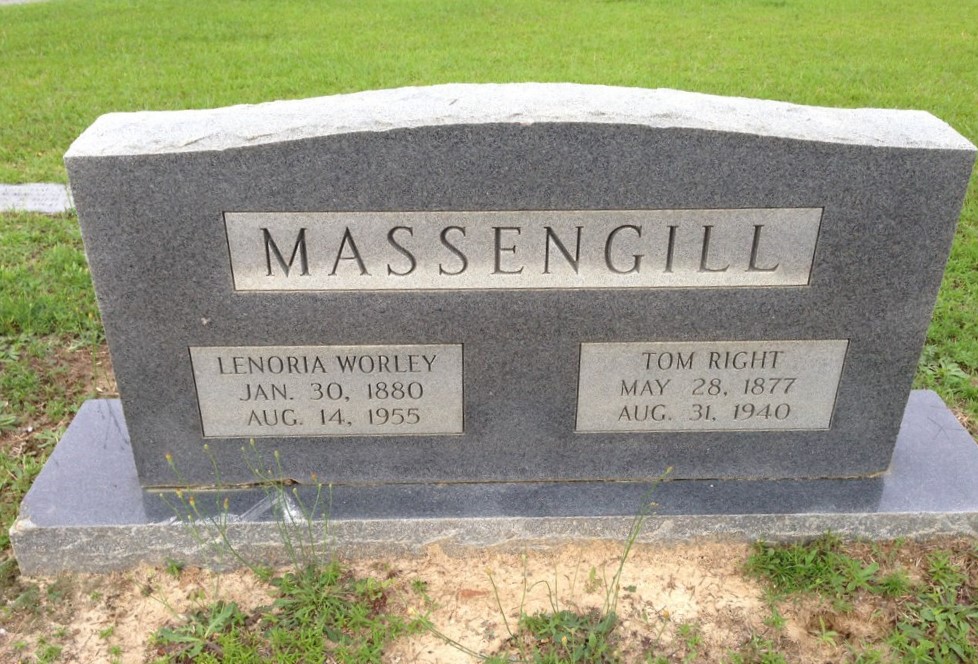 MASSENGILL
LENORIA WORLEY
JAN. 30, 1880
AUG. 14, 1955
TOM RIGHT
MAY 28, 1877
AUG. 31, 1940